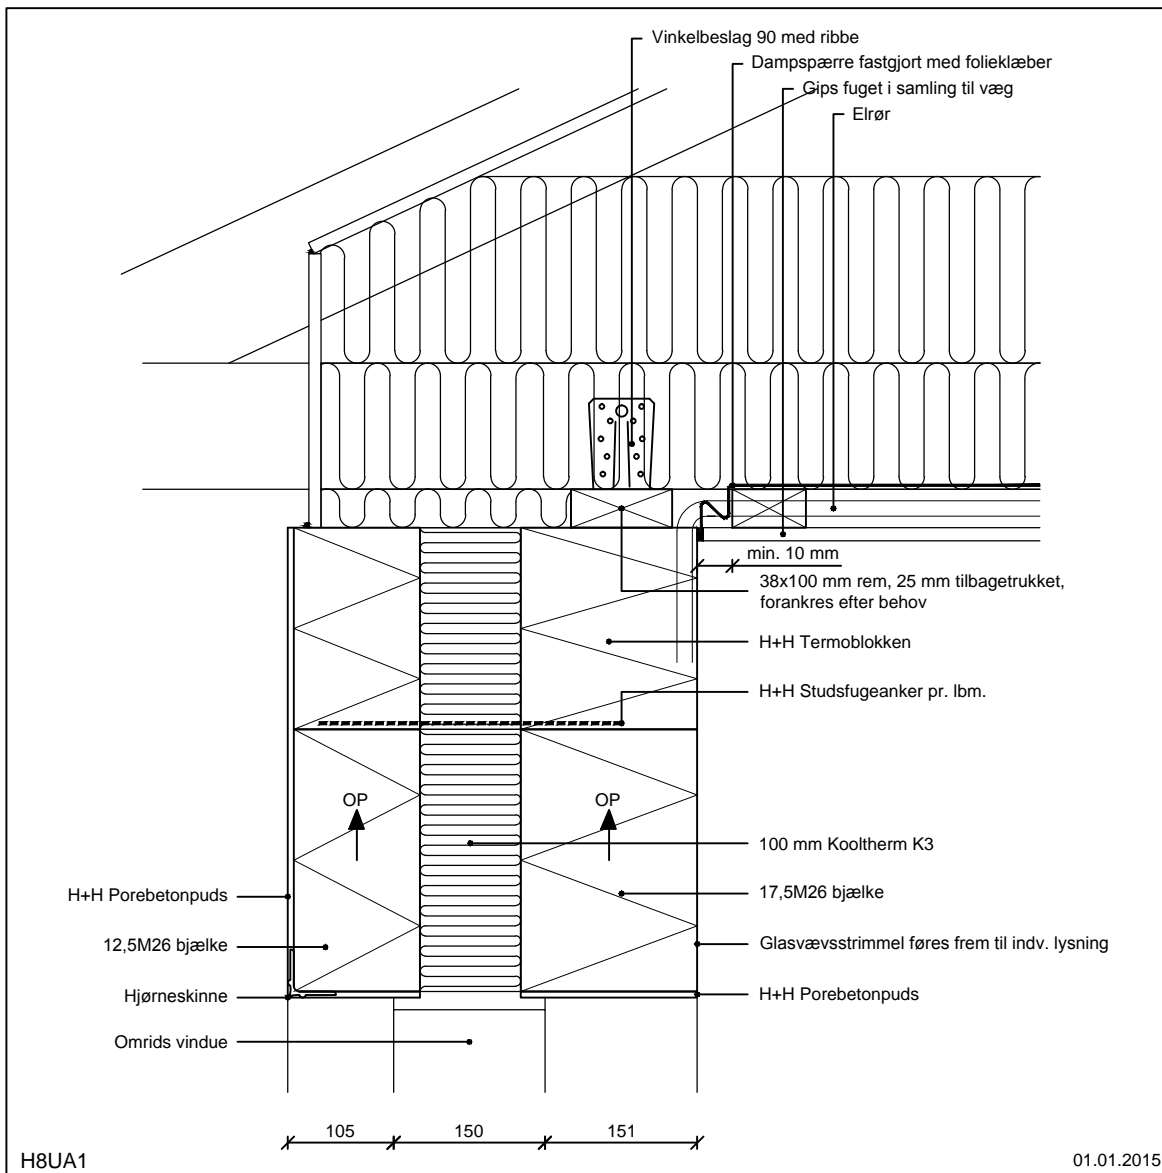 Vinkelbeslag 90 med ribbe
Dampspærre fastgjort med folieklæber
Gips fuget i samling til væg
Elrør
min. 10 mm
38x100 mm rem, 25 mm tilbagetrukket,
forankres efter behov
H+H Termoblokken
H+H Studsfugeanker pr. lbm.
OP
OP
100 mm Kooltherm K3
17,5M26 bjælke
H+H Porebetonpuds
12,5M26 bjælke
Glasvævsstrimmel føres frem til indv. lysning
Hjørneskinne
H+H Porebetonpuds
Omrids vindue
105
150
151
H8UA1
01.01.2015